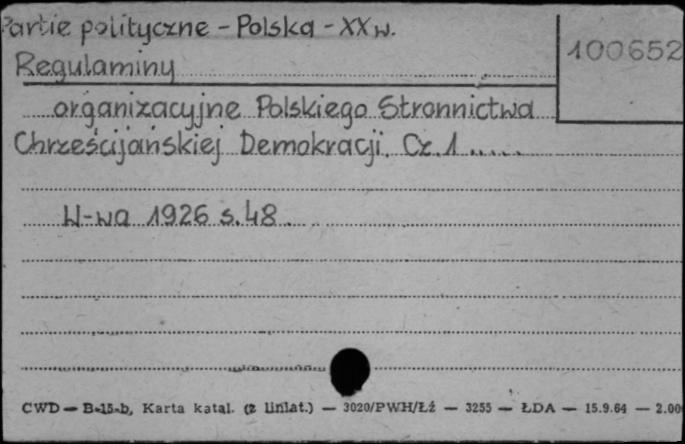 Partie polityczne - Polska - XX w.
100652
Regulaminy
organizacyjne Polskiego Stronnictwa
Chrześcijańskiej Demokracji. Cz. 1 .....
W-wa 1926 s. 48.
CWD — B-15-b, Karta katal. (z liniat.) — 3020/PWH/Łź — 3255 — ŁDA — 15.9.64 — 2.00